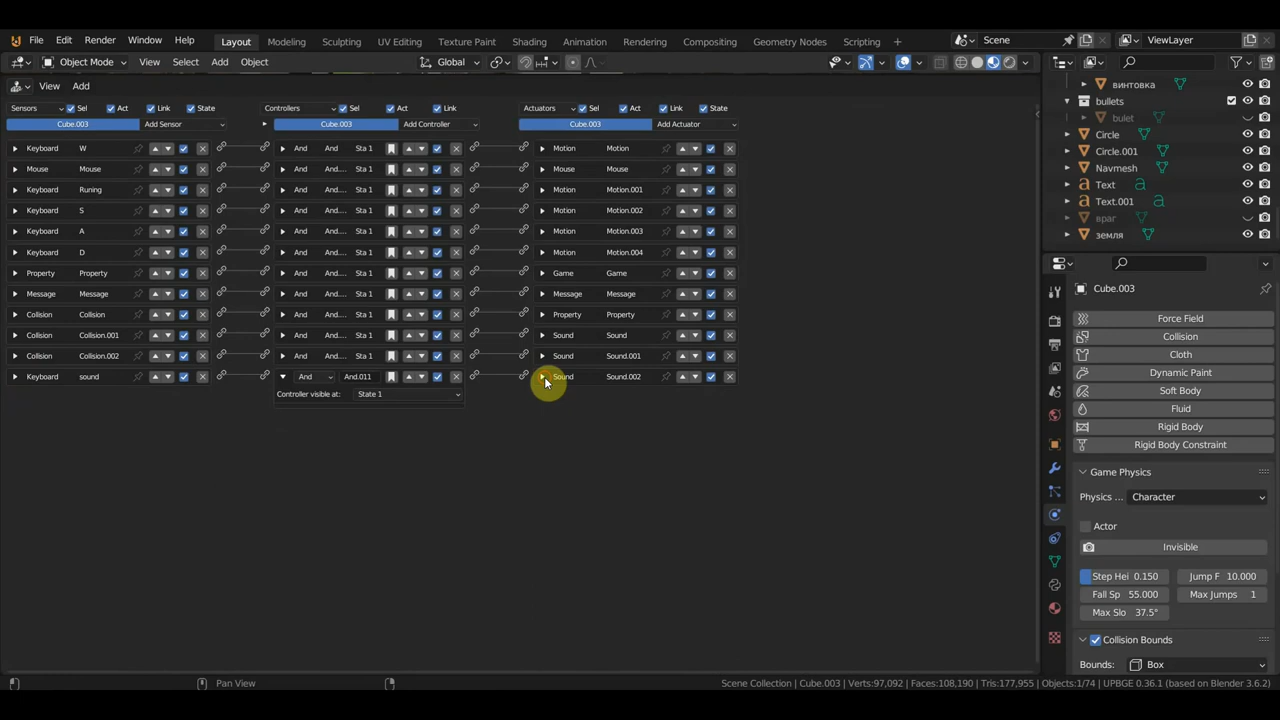 File Edit Render Window Help Layout Modeling Sculpting UV Editing Texture Paint Shading Animation Rendering Compositing Geometry Nodes Scripting + Scene ViewLayer
Object Mode View Select Add Object Global
View Add
Sensors Sel Act Link State Controllers Sel Act Link Actuators Sel Act Link State
Cube.003 Add Sensor Cube.003 Add Controller Cube.003 Add Actuator
Keyboard W And And Sta 1 Motion Motion
Mouse Mouse And And.... Sta 1 Mouse Mouse
Keyboard Runing And And.... Sta 1 Motion Motion.001
Keyboard S And And.... Sta 1 Motion Motion.002
Keyboard A And And.... Sta 1 Motion Motion.003
Keyboard D And And.... Sta 1 Motion Motion.004
Property Property And And.... Sta 1 Game Game
Message Message And And.... Sta 1 Message Message
Collision Collision And And.... Sta 1 Property Property
Collision Collision.001 And And.... Sta 1 Sound Sound
Collision Collision.002 And And.... Sta 1 Sound Sound.001
Keyboard sound And And.011 Sound Sound.002
Controller visible at: State 1
винтовка
bullets
bulet
Circle
Circle.001
Navmesh
Text
Text.001
враг
земля
Cube.003
Force Field
Collision
Cloth
Dynamic Paint
Soft Body
Fluid
Rigid Body
Rigid Body Constraint
Game Physics
Physics ... Character
Actor
Invisible
Step Hei 0.150 Jump F 10.000
Fall Sp 55.000 Max Jumps 1
Max Slo 37.5°
Collision Bounds
Bounds: Box
Pan View
Scene Collection | Cube.003 | Verts:97,092 | Faces:108,190 | Tris:177,955 | Objects:1/74 | UPBGE 0.36.1 (based on Blender 3.6.2)